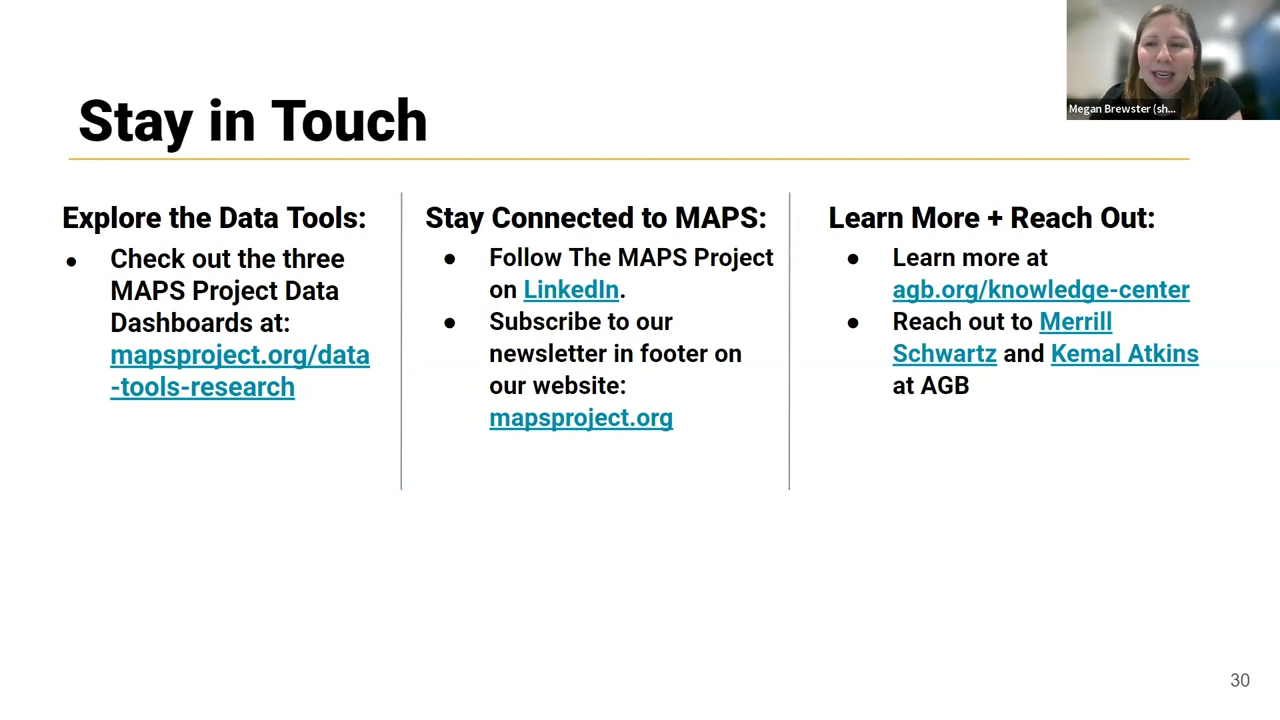 Megan Brewster (sh...
Stay in Touch
Explore the Data Tools:
● Check out the three
MAPS Project Data
Dashboards at:
mapsproject.org/data
-tools-research
Stay Connected to MAPS:
● Follow The MAPS Project
on LinkedIn.
● Subscribe to our
newsletter in footer on
our website:
mapsproject.org
Learn More + Reach Out:
● Learn more at
agb.org/knowledge-center
● Reach out to Merrill
Schwartz and Kemal Atkins
at AGB
30